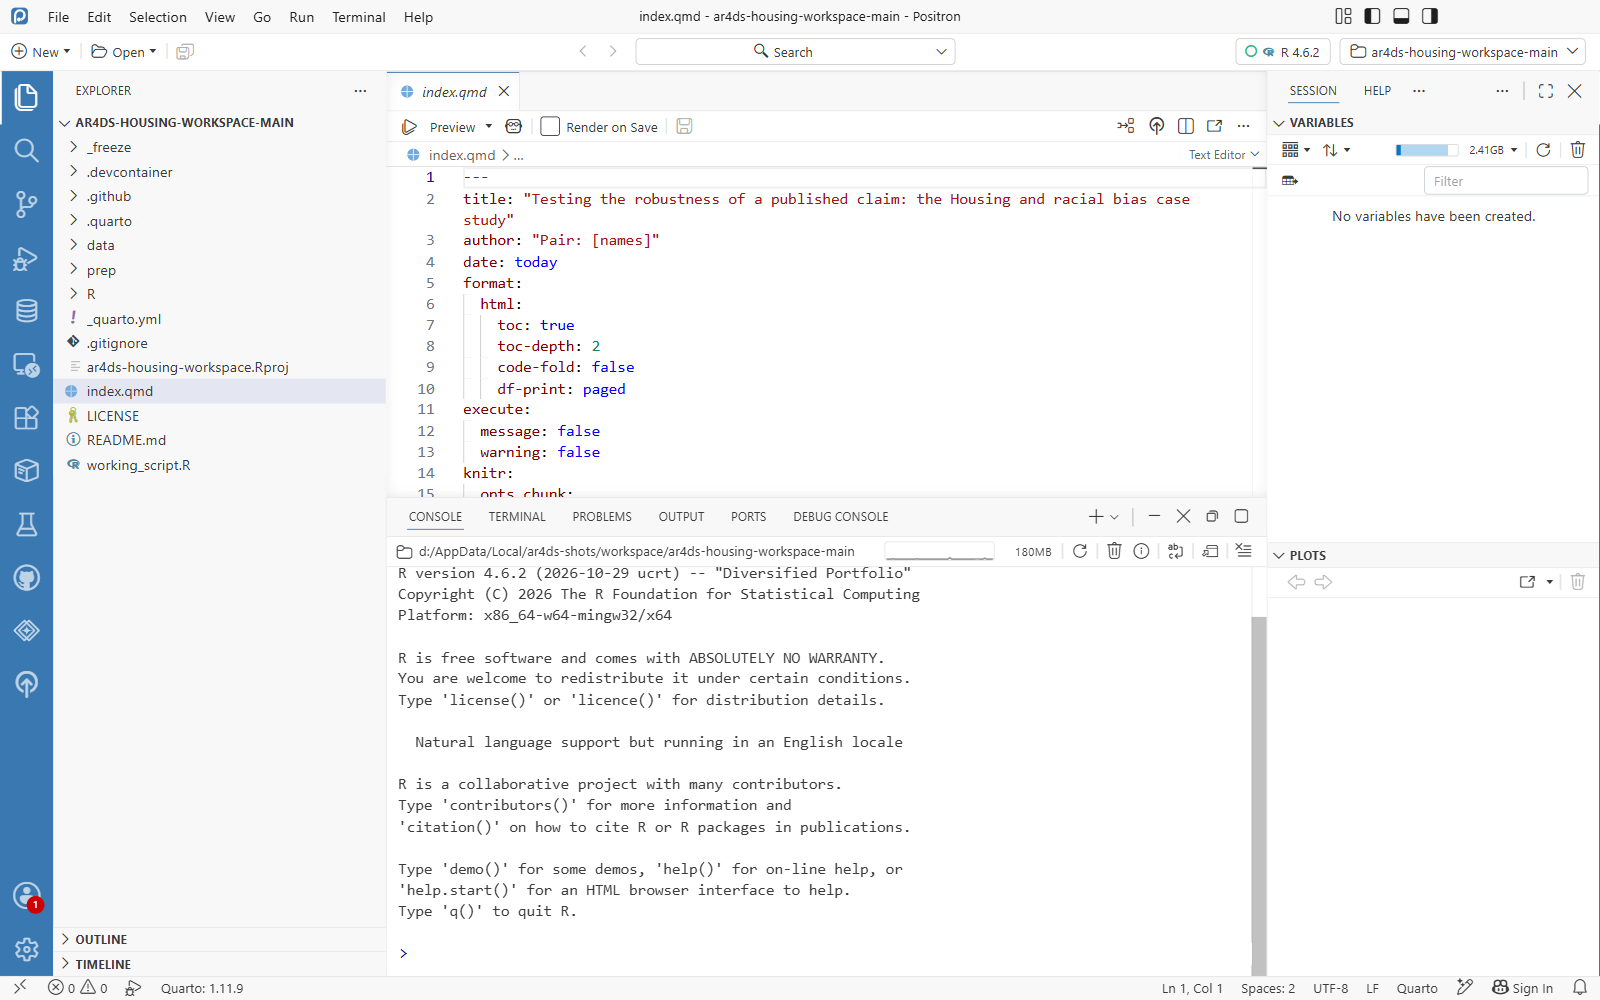 File Edit Selection View Go Run Terminal Help
index.qmd - ar4ds-housing-workspace-main - Positron
New Open Search R 4.6.2 ar4ds-housing-workspace-main
EXPLORER
AR4DS-HOUSING-WORKSPACE-MAIN
_freeze
.devcontainer
.github
.quarto
data
prep
R
_quarto.yml
.gitignore
ar4ds-housing-workspace.Rproj
index.qmd
LICENSE
README.md
working_script.R
OUTLINE
TIMELINE
1
index.qmd
Preview Render on Save
index.qmd > ...
Text Editor
1 ---
2 title: "Testing the robustness of a published claim: the Housing and racial bias case
study"
3 author: "Pair: [names]"
4 date: today
5 format:
6 html:
7 toc: true
8 toc-depth: 2
9 code-fold: false
10 df-print: paged
11 execute:
12 message: false
13 warning: false
14 knitr:
15 opts_chunk:
CONSOLE TERMINAL PROBLEMS OUTPUT PORTS DEBUG CONSOLE
d:/AppData/Local/ar4ds-shots/workspace/ar4ds-housing-workspace-main 180MB
R version 4.6.2 (2026-10-29 ucrt) -- "Diversified Portfolio"
Copyright (C) 2026 The R Foundation for Statistical Computing
Platform: x86_64-w64-mingw32/x64
R is free software and comes with ABSOLUTELY NO WARRANTY.
You are welcome to redistribute it under certain conditions.
Type 'license()' or 'licence()' for distribution details.
Natural language support but running in an English locale
R is a collaborative project with many contributors.
Type 'contributors()' for more information and
'citation()' on how to cite R or R packages in publications.
Type 'demo()' for some demos, 'help()' for on-line help, or
'help.start()' for an HTML browser interface to help.
Type 'q()' to quit R.
>
SESSION HELP
VARIABLES
2.41GB
Filter
No variables have been created.
PLOTS
0 0 Quarto: 1.11.9
Ln 1, Col 1 Spaces: 2 UTF-8 LF Quarto Sign In